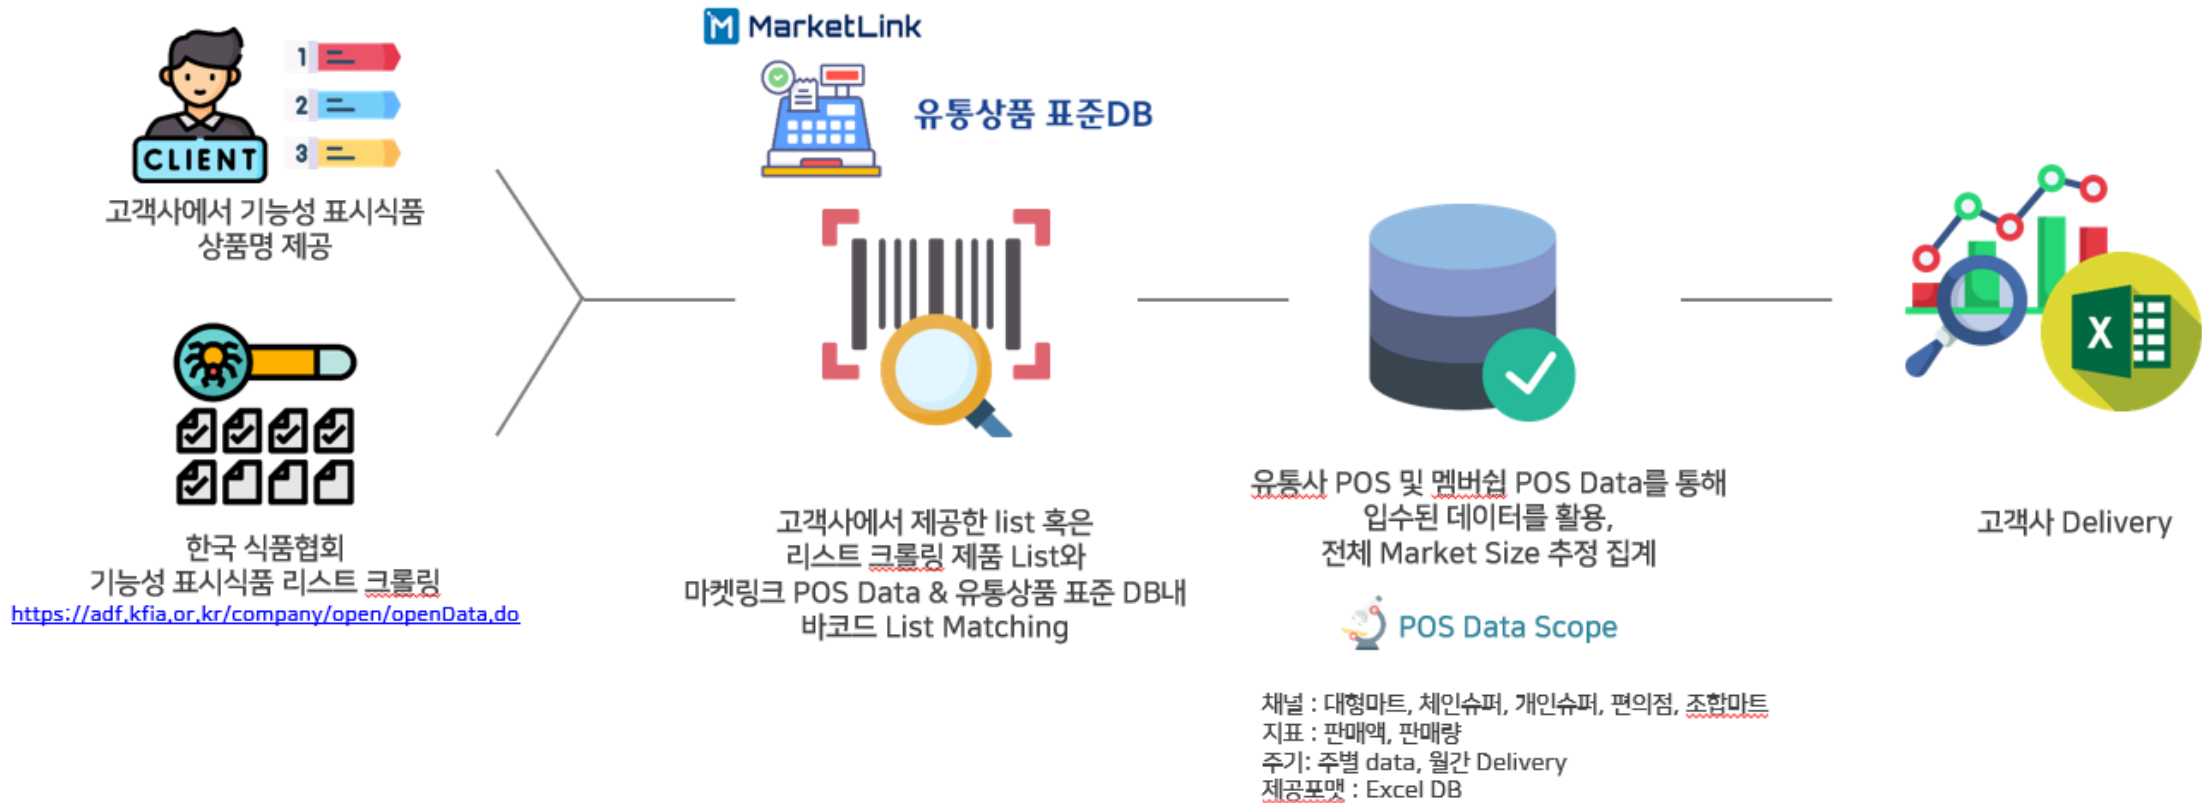 CLIENT
1
2
3
고객사에서 기능성 표시식품
상품명 제공
한국 식품협회
기능성 표시식품 리스트 크롤링
https://adf.kfia.or.kr/company/open/openData.do
MarketLink
유통상품 표준DB
고객사에서 제공한 list 혹은
리스트 크롤링 제품 List와
마켓링크 POS Data & 유통상품 표준 DB내
바코드 List Matching
유통사 POS 및 멤버쉽 POS Data를 통해
입수된 데이터를 활용,
전체 Market Size 추정 집계
POS Data Scope
채널 : 대형마트, 체인슈퍼, 개인슈퍼, 편의점, 조합마트
지표 : 판매액, 판매량
주기: 주별 data, 월간 Delivery
제공포맷 : Excel DB
X
고객사 Delivery